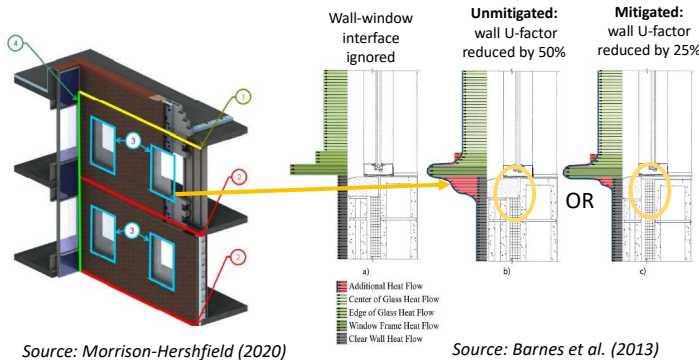 Wall-window
interface
ignored
Unmitigated:
wall U-factor
reduced by 50%
Mitigated:
wall U-factor
reduced by 25%
4
1
3
2
3
2
OR
a)
b)
c)
Additional Heat Flow
Center of Glass Heat Flow
Edge of Glass Heat Flow
Window Frame Heat Flow
Clear Wall Heat Flow
Source: Morrison-Hershfield (2020)
Source: Barnes et al. (2013)